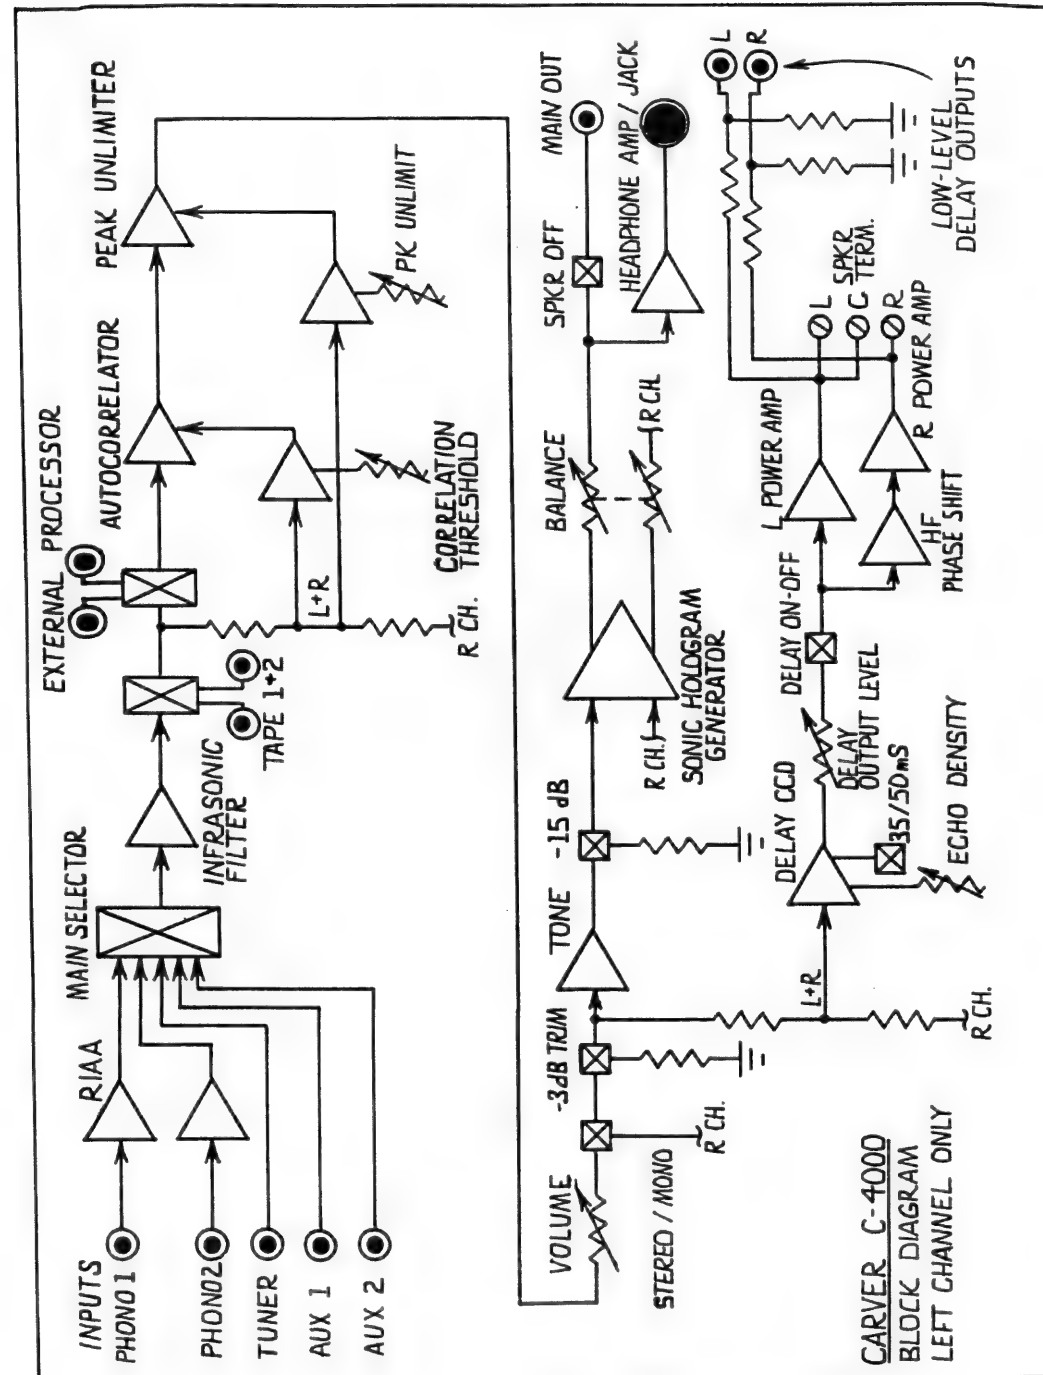 INPUTS
PHONO 1
PHONO2
TUNER
AUX 1
AUX 2
RIAA
MAIN SELECTOR
INFRASONIC
FILTER
TAPE 1+2
EXTERNAL PROCESSOR
AUTOCORRELATOR
PEAK UNLIMITER
L+R
R CH.
CORRELATION
THRESHOLD
PK UNLIMIT
VOLUME
STEREO / MONO
R CH.
-3dB TRIM
TONE
-15 dB
R CH.
SONIC HOLOGRAM
GENERATOR
BALANCE
R CH.
SPKR OFF
MAIN OUT
HEADPHONE AMP / JACK
L+R
R CH.
DELAY CCD
35/50mS
ECHO DENSITY
DELAY
OUTPUT LEVEL
DELAY ON-OFF
L POWER AMP
HF
PHASE SHIFT
R POWER AMP
L
C
R
SPKR
TERM.
L
R
LOW-LEVEL
DELAY OUTPUTS
CARVER C-4000
BLOCK DIAGRAM
LEFT CHANNEL ONLY